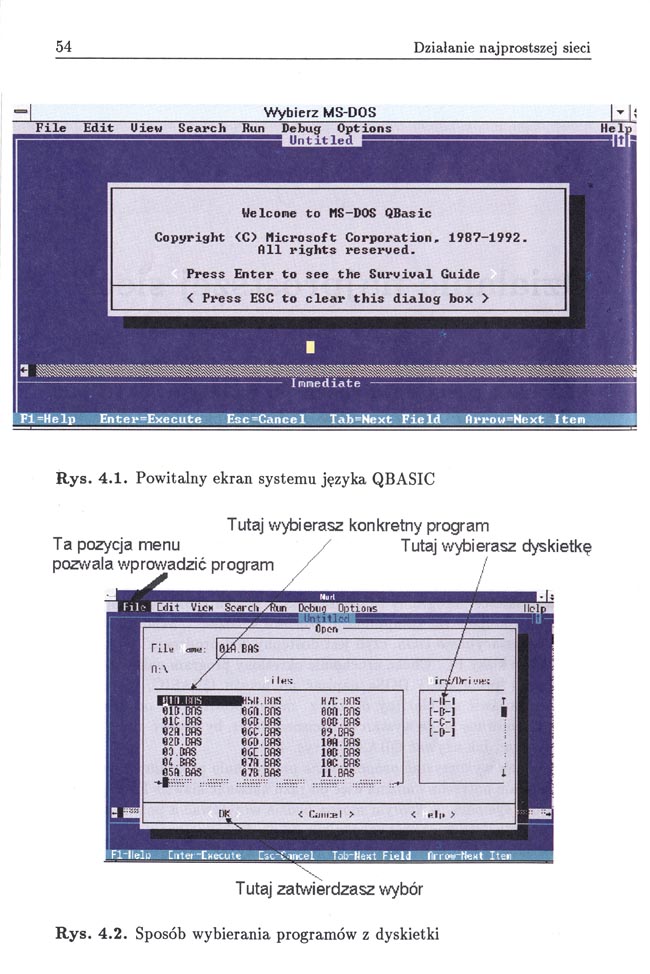 54
Działanie najprostszej sieci
Wybierz MS-DOS
File Edit View Search Run Debug Options Help
Untitled
Welcome to MS-DOS QBasic
Copyright (C) Microsoft Corporation, 1987-1992.
All rights reserved.
Press Enter to see the Survival Guide
< Press ESC to clear this dialog box >
Immediate
F1=Help Enter=Execute Esc=Cancel Tab=Next Field Arrow=Next Item
Rys. 4.1. Powitalny ekran systemu języka QBASIC
Tutaj wybierasz konkretny program
Ta pozycja menu
pozwala wprowadzić program
Tutaj wybierasz dyskietkę
File Edit View Search Run Debug Options Help
Untitled
Open
File Name: 01A.BAS
A:\
iles
irs/Drives
05B.BAS
01B.BAS 06A.BAS 08A.BAS [-B-]
01C.BAS 06B.BAS 08B.BAS [-C-]
02A.BAS 06C.BAS 09.BAS [-D-]
02B.BAS 06D.BAS 10A.BAS
03.BAS 06E.BAS 10B.BAS
04.BAS 07A.BAS 10C.BAS
05A.BAS 07B.BAS 11.BAS
OK < Cancel > < elp >
F1=Help Enter=Execute Esc=Cancel Tab=Next Field Arrow=Next Item
Tutaj zatwierdzasz wybór
Rys. 4.2. Sposób wybierania programów z dyskietki